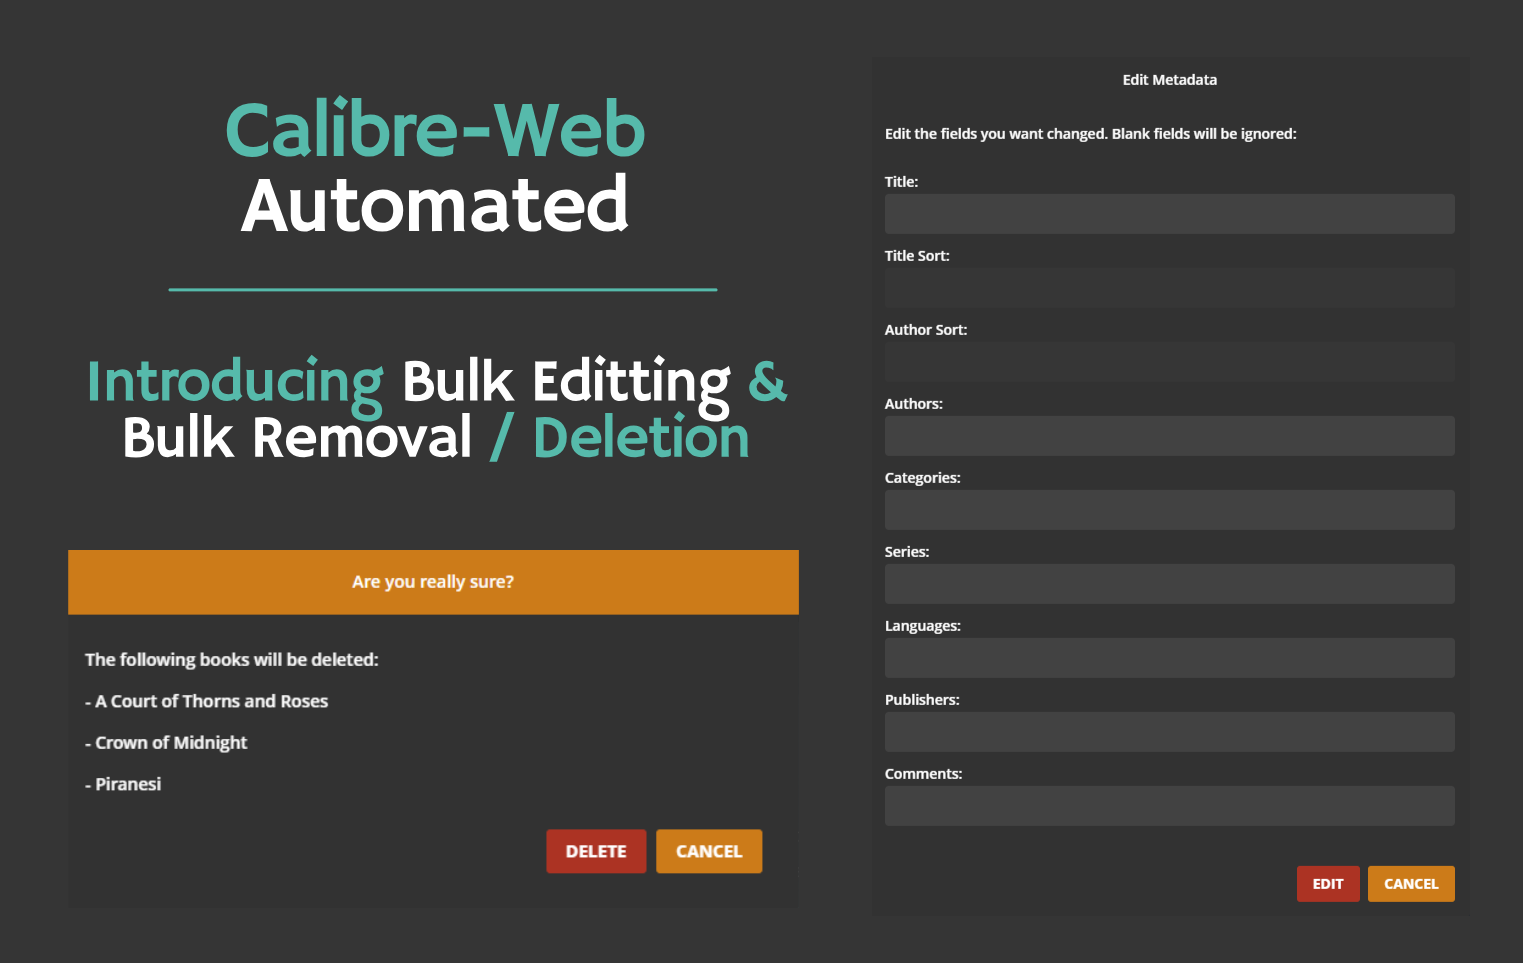 Calibre-Web
Automated
Introducing Bulk Editting &
Bulk Removal / Deletion
Are you really sure?
The following books will be deleted:
- A Court of Thorns and Roses
- Crown of Midnight
- Piranesi
DELETE
CANCEL
Edit Metadata
Edit the fields you want changed. Blank fields will be ignored:
Title:
Title Sort:
Author Sort:
Authors:
Categories:
Series:
Languages:
Publishers:
Comments:
EDIT
CANCEL